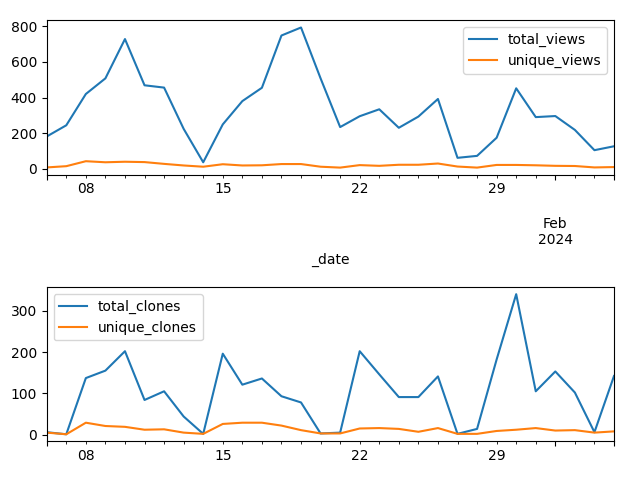 800
600
400
200
0
total_views
unique_views
08 15 22 29
Feb
2024
_date
300
200
100
0
total_clones
unique_clones
08 15 22 29